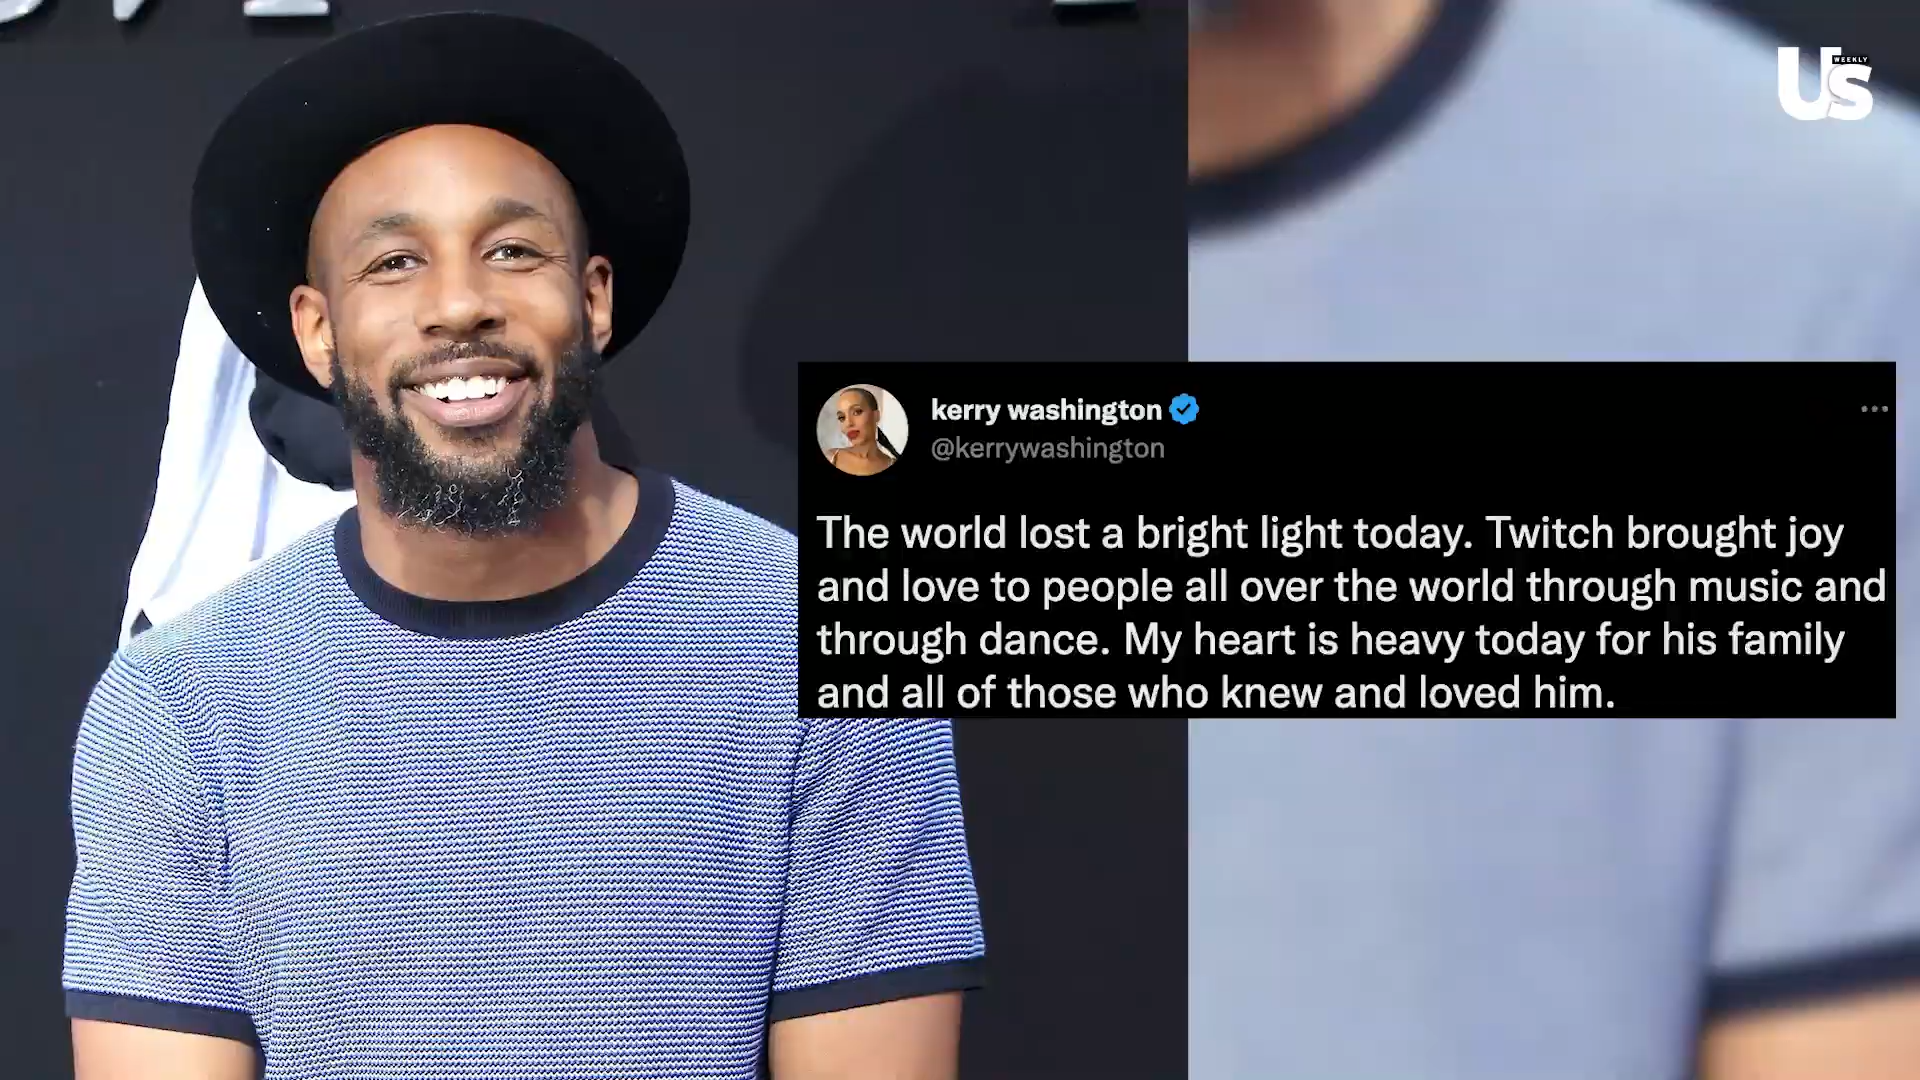 Us
WEEKLY
kerry washington
@kerrywashington
The world lost a bright light today. Twitch brought joy
and love to people all over the world through music and
through dance. My heart is heavy today for his family
and all of those who knew and loved him.